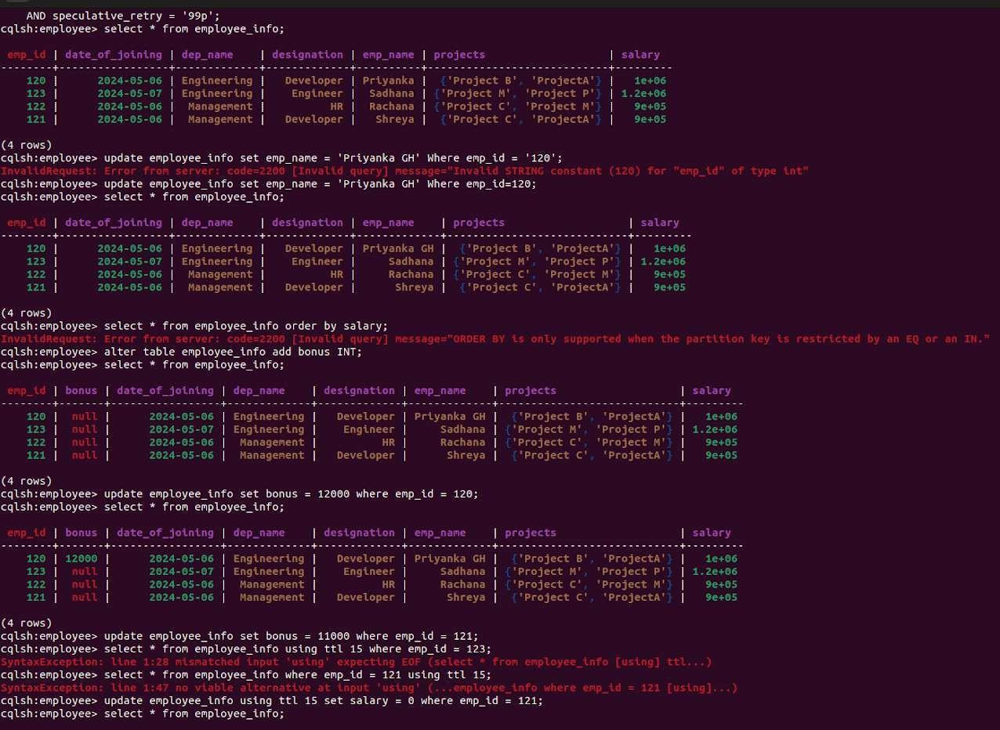 AND speculative_retry = '99p';
cqlsh:employee> select * from employee_info;
emp_id | date_of_joining | dep_name | designation | emp_name | projects | salary
--------+-----------------+-------------+-------------+----------+----------------------------+---------
120 | 2024-05-06 | Engineering | Developer | Priyanka | {'Project B', 'ProjectA'} | 1e+06
123 | 2024-05-07 | Engineering | Engineer | Sadhana | {'Project M', 'Project P'} | 1.2e+06
122 | 2024-05-06 | Management | HR | Rachana | {'Project C', 'Project M'} | 9e+05
121 | 2024-05-06 | Management | Developer | Shreya | {'Project C', 'ProjectA'} | 9e+05
(4 rows)
cqlsh:employee> update employee_info set emp_name = 'Priyanka GH' Where emp_id = '120';
InvalidRequest: Error from server: code=2200 [Invalid query] message="Invalid STRING constant (120) for "emp_id" of type int"
cqlsh:employee> update employee_info set emp_name = 'Priyanka GH' Where emp_id=120;
cqlsh:employee> select * from employee_info;
emp_id | date_of_joining | dep_name | designation | emp_name | projects | salary
--------+-----------------+-------------+-------------+-------------+----------------------------+---------
120 | 2024-05-06 | Engineering | Developer | Priyanka GH | {'Project B', 'ProjectA'} | 1e+06
123 | 2024-05-07 | Engineering | Engineer | Sadhana | {'Project M', 'Project P'} | 1.2e+06
122 | 2024-05-06 | Management | HR | Rachana | {'Project C', 'Project M'} | 9e+05
121 | 2024-05-06 | Management | Developer | Shreya | {'Project C', 'ProjectA'} | 9e+05
(4 rows)
cqlsh:employee> select * from employee_info order by salary;
InvalidRequest: Error from server: code=2200 [Invalid query] message="ORDER BY is only supported when the partition key is restricted by an EQ or an IN."
cqlsh:employee> alter table employee_info add bonus INT;
cqlsh:employee> select * from employee_info;
emp_id | bonus | date_of_joining | dep_name | designation | emp_name | projects | salary
--------+-------+-----------------+-------------+-------------+-------------+----------------------------+---------
120 | null | 2024-05-06 | Engineering | Developer | Priyanka GH | {'Project B', 'ProjectA'} | 1e+06
123 | null | 2024-05-07 | Engineering | Engineer | Sadhana | {'Project M', 'Project P'} | 1.2e+06
122 | null | 2024-05-06 | Management | HR | Rachana | {'Project C', 'Project M'} | 9e+05
121 | null | 2024-05-06 | Management | Developer | Shreya | {'Project C', 'ProjectA'} | 9e+05
(4 rows)
cqlsh:employee> update employee_info set bonus = 12000 where emp_id = 120;
cqlsh:employee> select * from employee_info;
emp_id | bonus | date_of_joining | dep_name | designation | emp_name | projects | salary
--------+-------+-----------------+-------------+-------------+-------------+----------------------------+---------
120 | 12000 | 2024-05-06 | Engineering | Developer | Priyanka GH | {'Project B', 'ProjectA'} | 1e+06
123 | null | 2024-05-07 | Engineering | Engineer | Sadhana | {'Project M', 'Project P'} | 1.2e+06
122 | null | 2024-05-06 | Management | HR | Rachana | {'Project C', 'Project M'} | 9e+05
121 | null | 2024-05-06 | Management | Developer | Shreya | {'Project C', 'ProjectA'} | 9e+05
(4 rows)
cqlsh:employee> update employee_info set bonus = 11000 where emp_id = 121;
cqlsh:employee> select * from employee_info using ttl 15 where emp_id = 123;
SyntaxException: line 1:28 mismatched input 'using' expecting EOF (select * from employee_info [using] ttl...)
cqlsh:employee> select * from employee_info where emp_id = 121 using ttl 15;
SyntaxException: line 1:47 no viable alternative at input 'using' (...employee_info where emp_id = 121 [using]...)
cqlsh:employee> update employee_info using ttl 15 set salary = 0 where emp_id = 121;
cqlsh:employee> select * from employee_info;